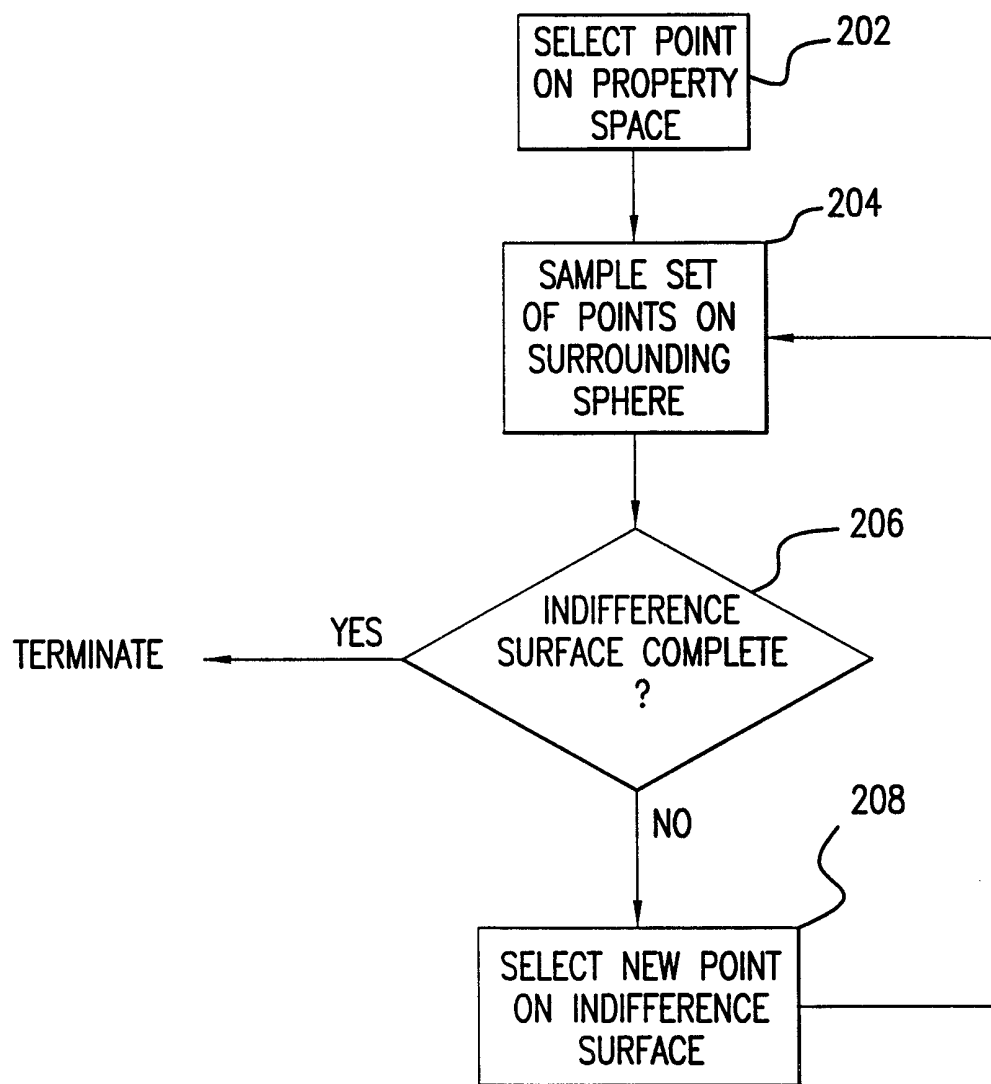 SELECT POINT
ON PROPERTY
SPACE
202
204
SAMPLE SET
OF POINTS ON
SURROUNDING
SPHERE
206
INDIFFERENCE
SURFACE COMPLETE
?
YES
TERMINATE
NO
208
SELECT NEW POINT
ON INDIFFERENCE
SURFACE